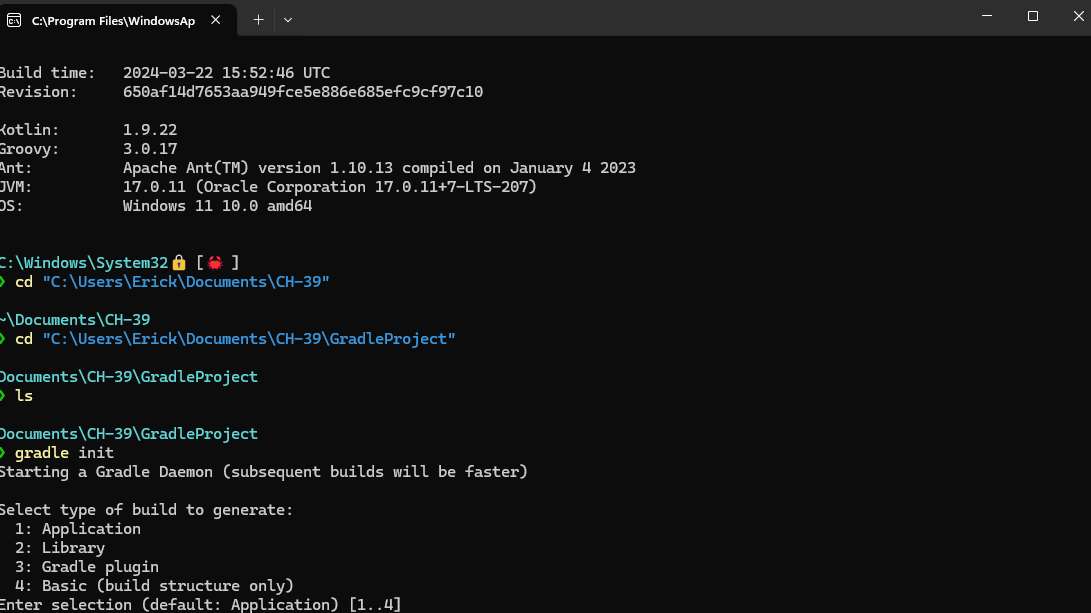 C:\Program Files\WindowsAp
Build time:   2024-03-22 15:52:46 UTC
Revision:     650af14d7653aa949fce5e886e685efc9cf97c10
Kotlin:       1.9.22
Groovy:       3.0.17
Ant:          Apache Ant(TM) version 1.10.13 compiled on January 4 2023
JVM:          17.0.11 (Oracle Corporation 17.0.11+7-LTS-207)
OS:           Windows 11 10.0 amd64
C:\Windows\System32🔒 [🦀 ]
❯ cd "C:\Users\Erick\Documents\CH-39"
~\Documents\CH-39
❯ cd "C:\Users\Erick\Documents\CH-39\GradleProject"
Documents\CH-39\GradleProject
❯ ls
Documents\CH-39\GradleProject
❯ gradle init
Starting a Gradle Daemon (subsequent builds will be faster)
Select type of build to generate:
  1: Application
  2: Library
  3: Gradle plugin
  4: Basic (build structure only)
Enter selection (default: Application) [1..4]